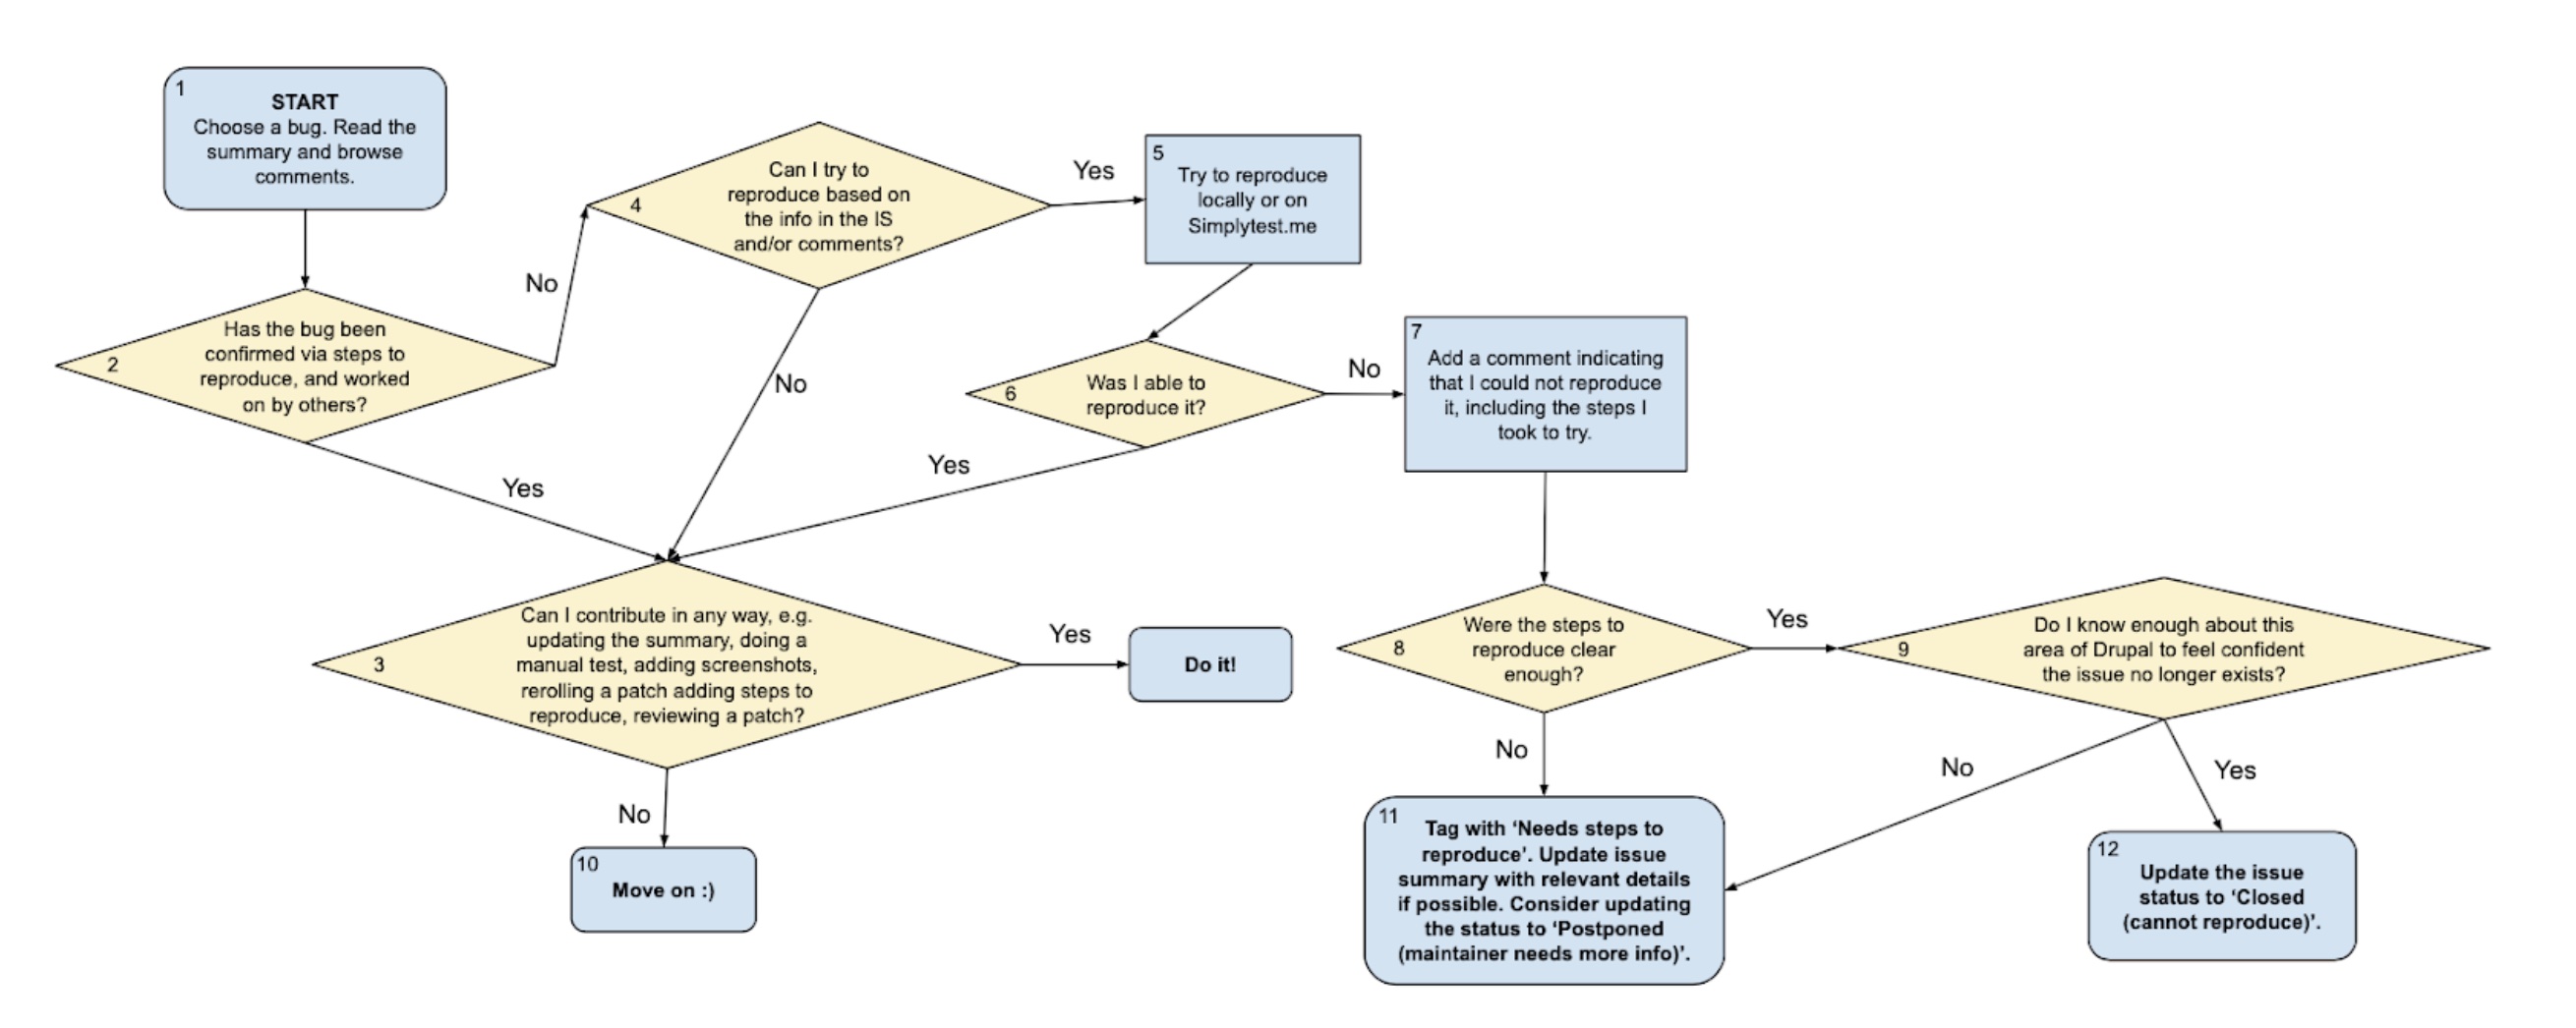 1
START
Choose a bug. Read the
summary and browse
comments.
2
Has the bug been
confirmed via steps to
reproduce, and worked
on by others?
No
Yes
4
Can I try to
reproduce based on
the info in the IS
and/or comments?
Yes
No
5
Try to reproduce
locally or on
Simplytest.me
6
Was I able to
reproduce it?
No
Yes
7
Add a comment indicating
that I could not reproduce
it, including the steps I
took to try.
3
Can I contribute in any way, e.g.
updating the summary, doing a
manual test, adding screenshots,
rerolling a patch adding steps to
reproduce, reviewing a patch?
Yes
Do it!
No
10
Move on :)
8
Were the steps to
reproduce clear
enough?
Yes
No
9
Do I know enough about this
area of Drupal to feel confident
the issue no longer exists?
No
Yes
11
Tag with ‘Needs steps to
reproduce’. Update issue
summary with relevant details
if possible. Consider updating
the status to ‘Postponed
(maintainer needs more info)’.
12
Update the issue
status to ‘Closed
(cannot reproduce)’.